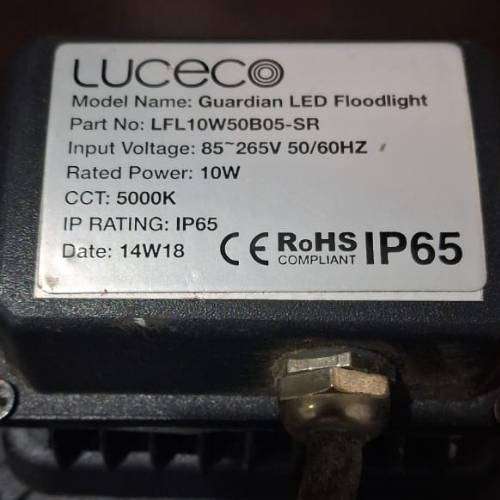 LUCECO
Model Name: Guardian LED Floodlight
Part No: LFL10W50B05-SR
Input Voltage: 85~265V 50/60HZ
Rated Power: 10W
CCT: 5000K
IP RATING: IP65
Date: 14W18
CE RoHS COMPLIANT IP65